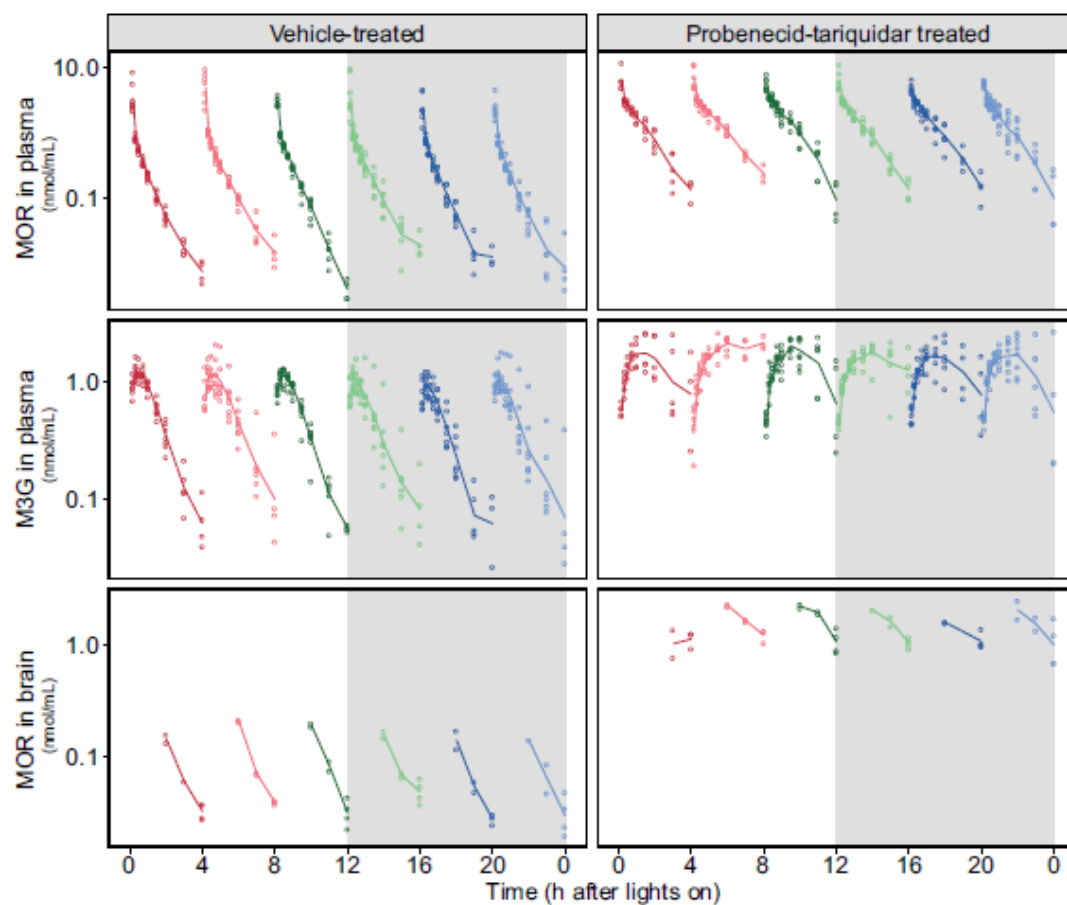 Vehicle-treated
Probenecid-tariquidar treated
MOR in plasma
(nmol/mL)
10.0
0.1
M3G in plasma
(nmol/mL)
1.0
0.1
MOR in brain
(nmol/mL)
1.0
0.1
0 4 8 12 16 20 0
0 4 8 12 16 20 0
Time (h after lights on)